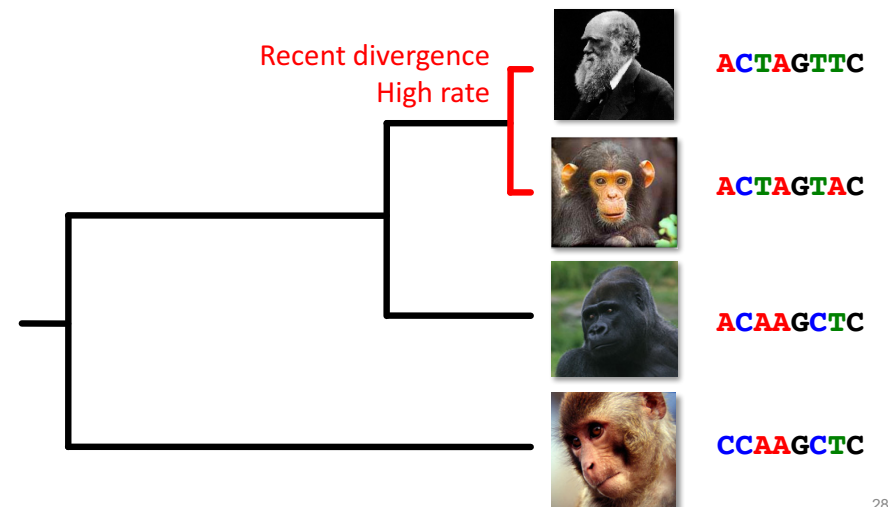 Recent divergence
High rate
ACTAGTTC
ACTAGTAC
ACAAGCTC
CCAAGCTC
28